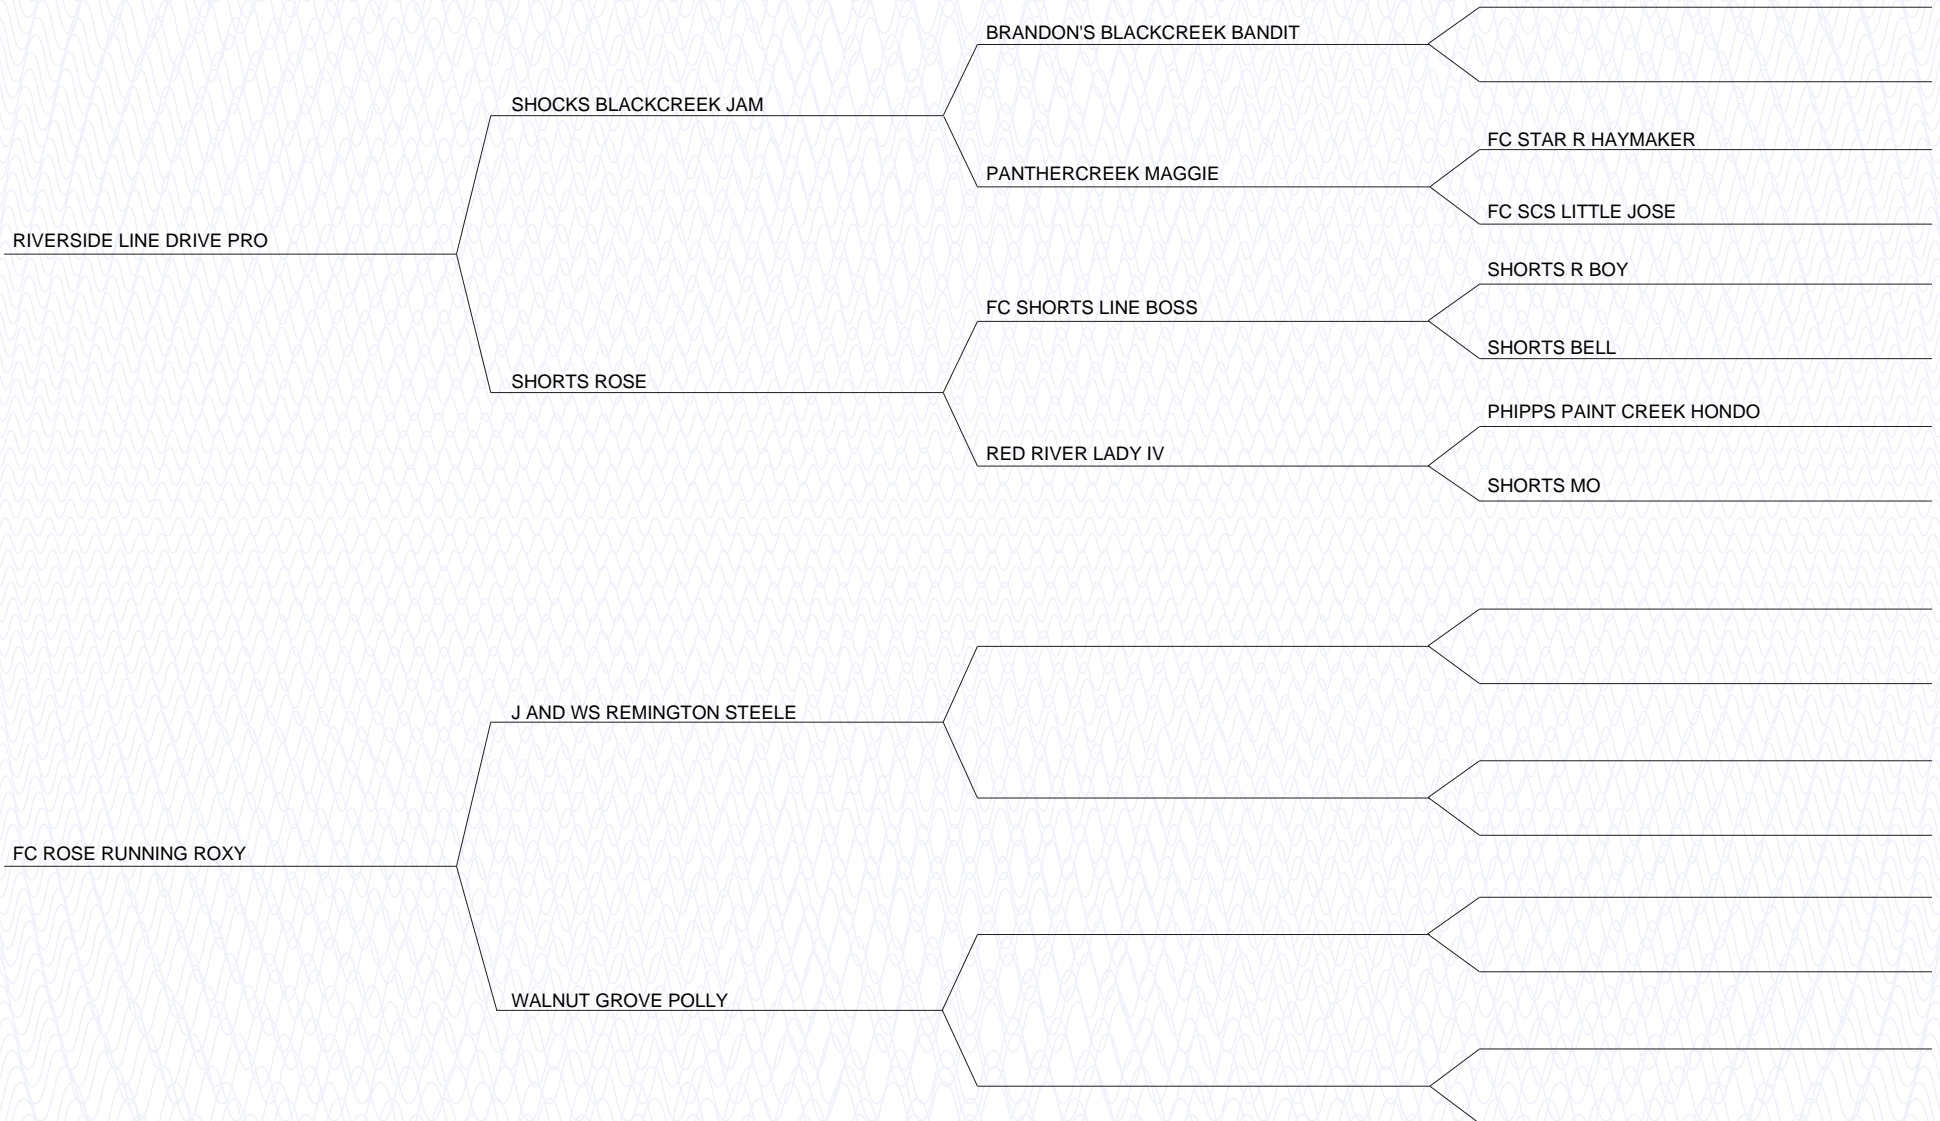 BRANDON'S BLACKCREEK BANDIT
SHOCKS BLACKCREEK JAM
FC STAR R HAYMAKER
PANTHERCREEK MAGGIE
FC SCS LITTLE JOSE
RIVERSIDE LINE DRIVE PRO
SHORTS R BOY
FC SHORTS LINE BOSS
SHORTS BELL
SHORTS ROSE
PHIPPS PAINT CREEK HONDO
RED RIVER LADY IV
SHORTS MO
J AND WS REMINGTON STEELE
FC ROSE RUNNING ROXY
WALNUT GROVE POLLY